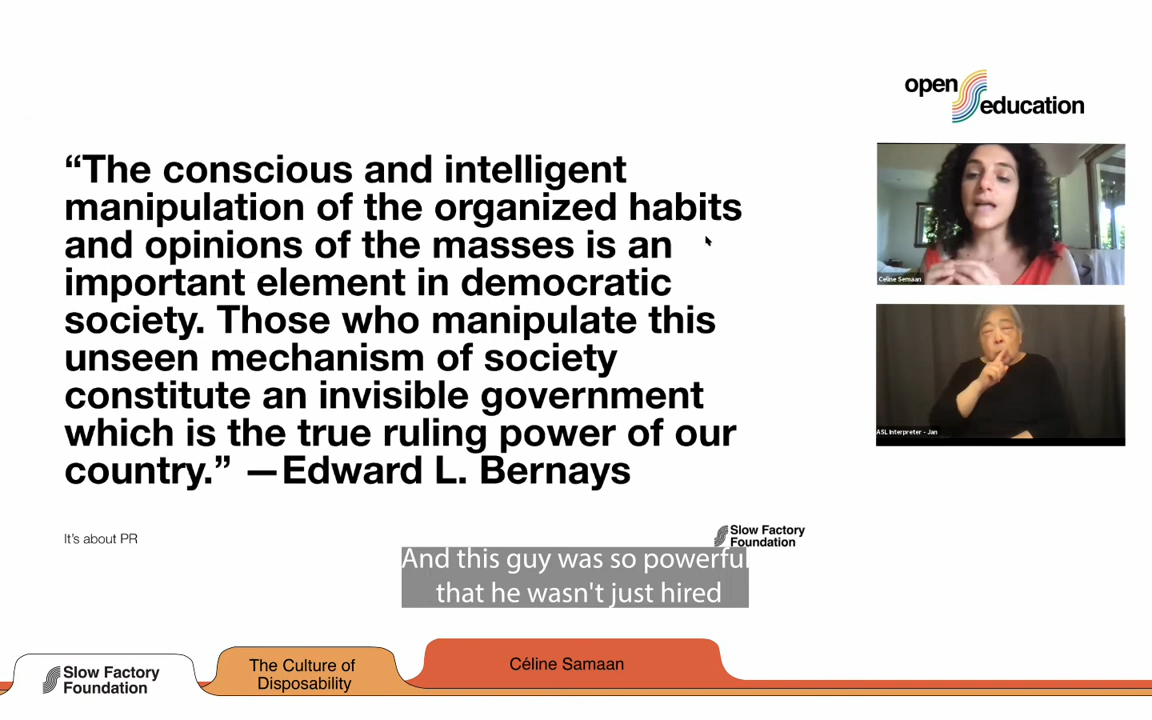 open
education
“The conscious and intelligent
manipulation of the organized habits
and opinions of the masses is an
important element in democratic
society. Those who manipulate this
unseen mechanism of society
constitute an invisible government
which is the true ruling power of our
country.” —Edward L. Bernays
Celine Semaan
ASL Interpreter - Jan
It's about PR
Slow Factory
Foundation
And this guy was so powerful
that he wasn't just hired
Slow Factory
Foundation
The Culture of
Disposability
Céline Samaan